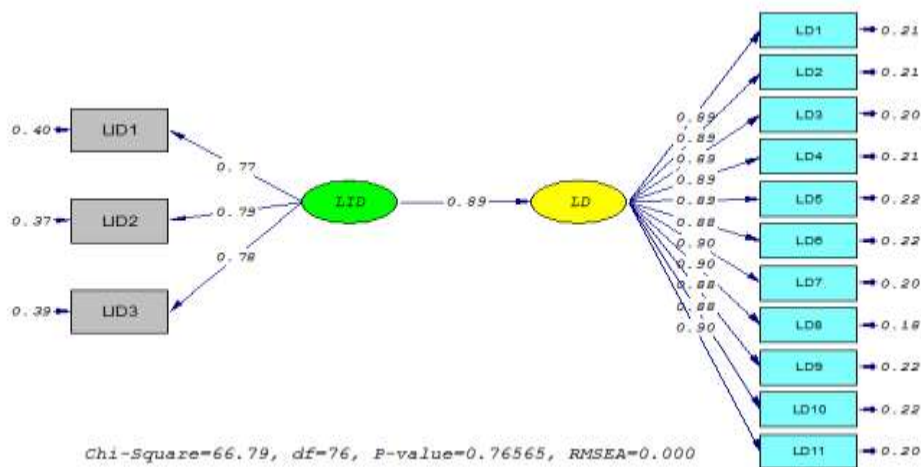 LD1 0.21
LD2 0.21
LD3 0.20
0.89
0.40 LID1
0.89
LD4 0.21
0.89
0.77
0.89
LID LD
0.89
0.89
LD5 0.22
0.79
0.37 LID2
0.88
LD6 0.22
0.90
0.78
0.90
LD7 0.20
0.88
0.39 LID3
0.88
LD8 0.18
0.90
LD9 0.22
LD10 0.22
Chi-Square=66.79, df=76, P-value=0.76565, RMSEA=0.000
LD11 0.20